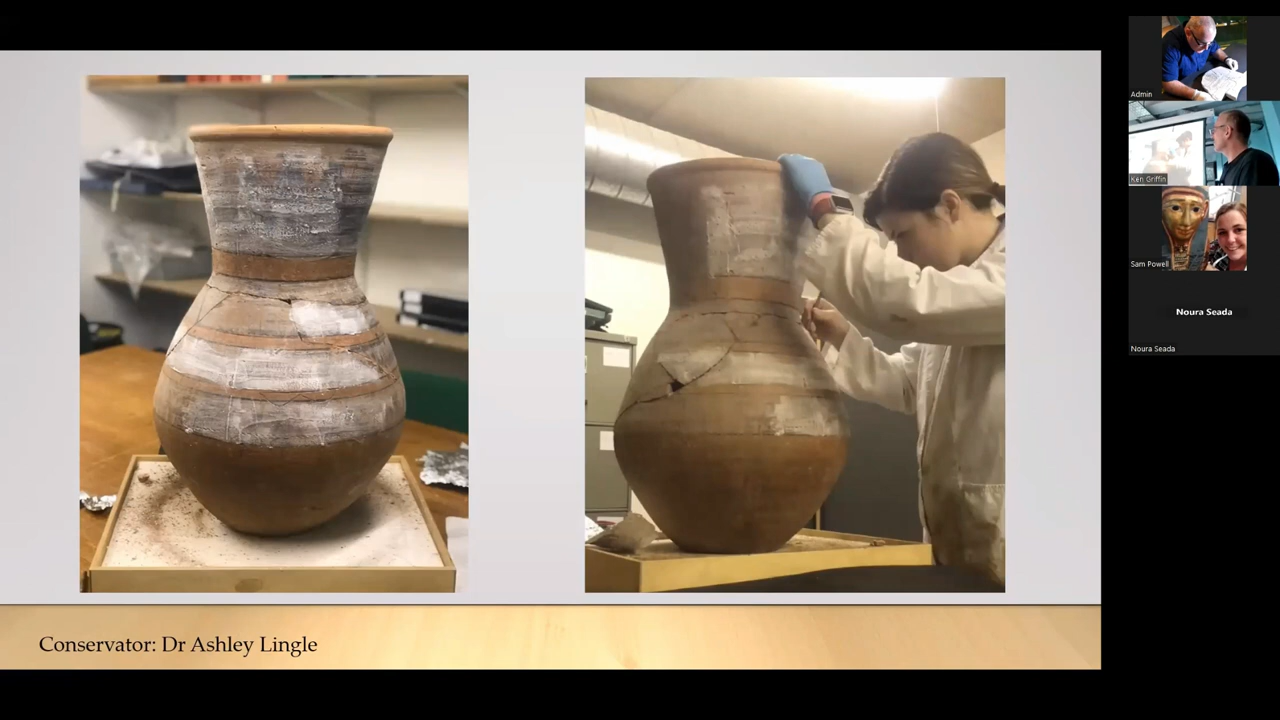 Conservator: Dr Ashley Lingle
Admin
Ken Griffin
Sam Powell
Noura Seada
Noura Seada